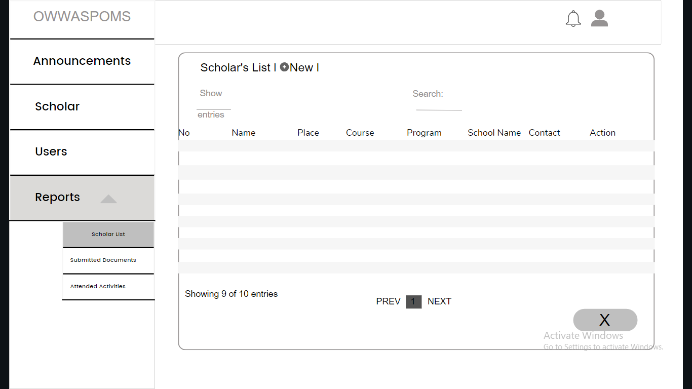 OWWASPOMS
Announcements
Scholar
Users
Reports
Scholar List
Submitted Documents
Attended Activities
Scholar's List | +New |
Show
entries
Search:
No Name Place Course Program School Name Contact Action
Showing 9 of 10 entries
PREV 1 NEXT
X
Activate Windows
Go to Settings to activate Windows.